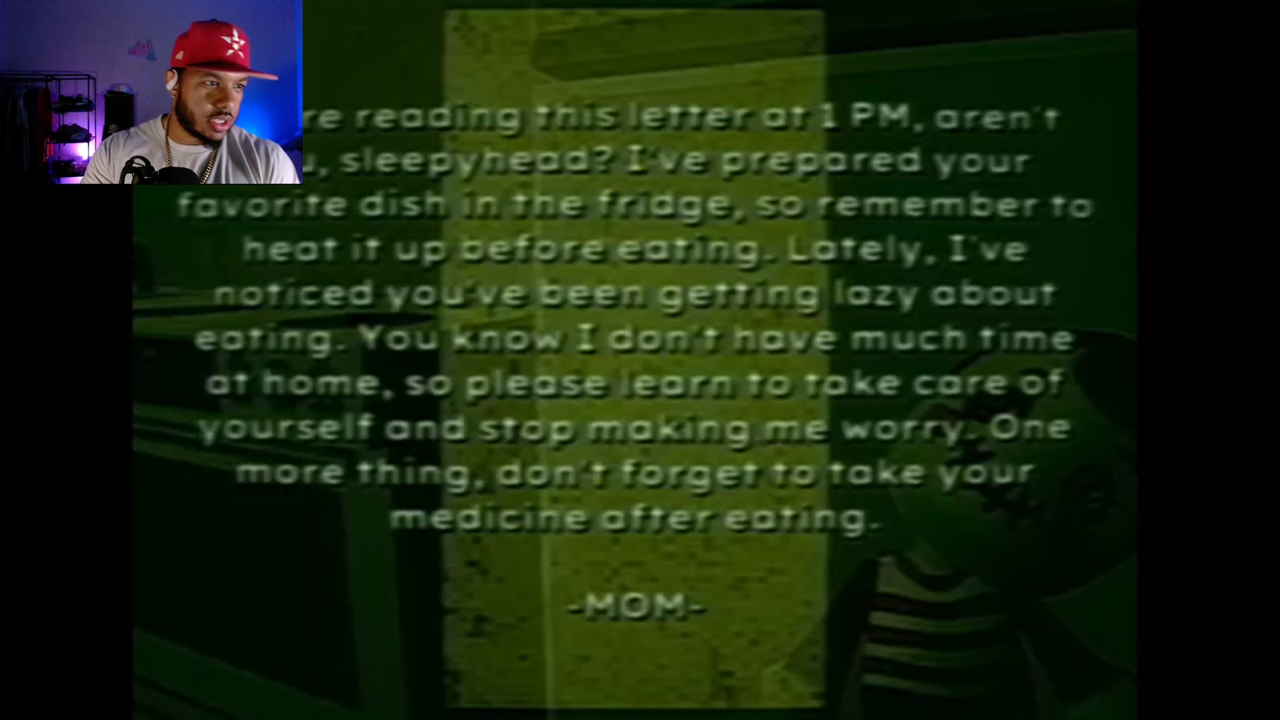 re reading this letter at 1 PM, aren't
u, sleepyhead? I've prepared your
favorite dish in the fridge, so remember to
heat it up before eating. Lately, I've
noticed you've been getting lazy about
eating. You know I don't have much time
at home, so please learn to take care of
yourself and stop making me worry. One
more thing, don't forget to take your
medicine after eating.
-MOM-